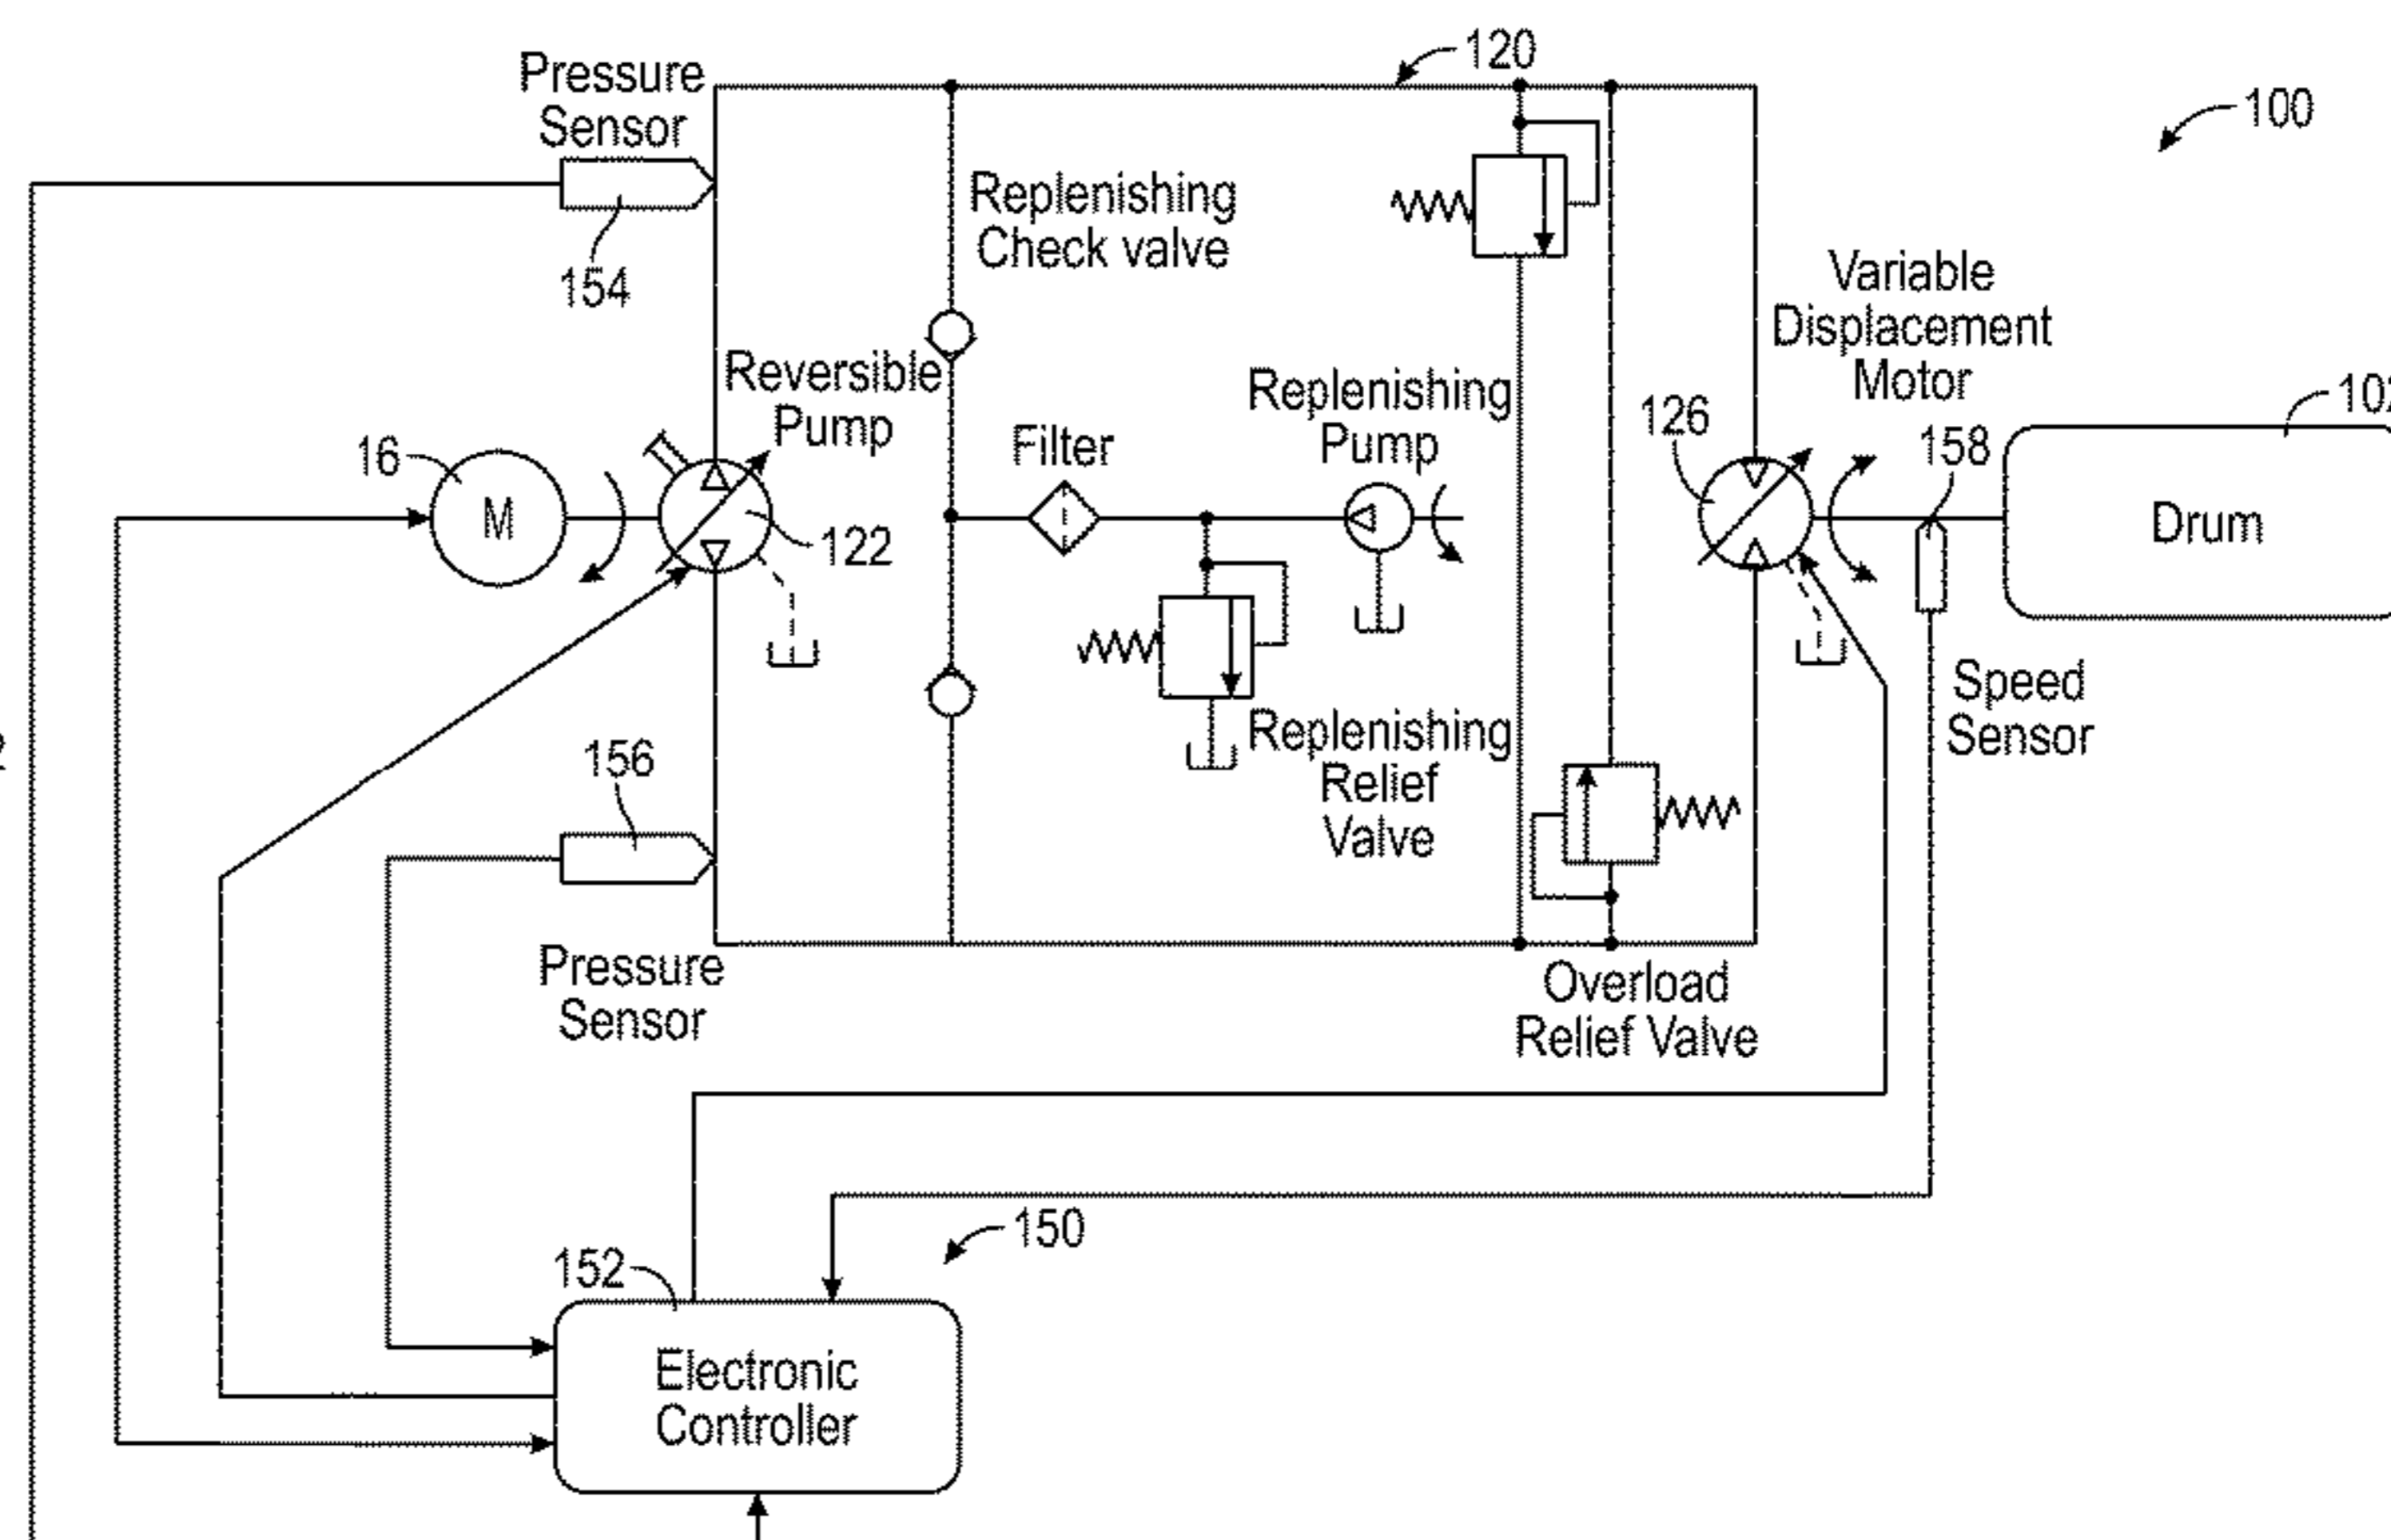 120
100
Pressure
Sensor
154
Replenishing
Check valve
Variable
Displacement
Motor
Reversible
Pump
Replenishing
Pump
Filter
126
158
16
M
122
Drum
Speed
Sensor
156
Replenishing
Relief
Valve
Pressure
Sensor
Overload
Relief Valve
150
152
Electronic
Controller